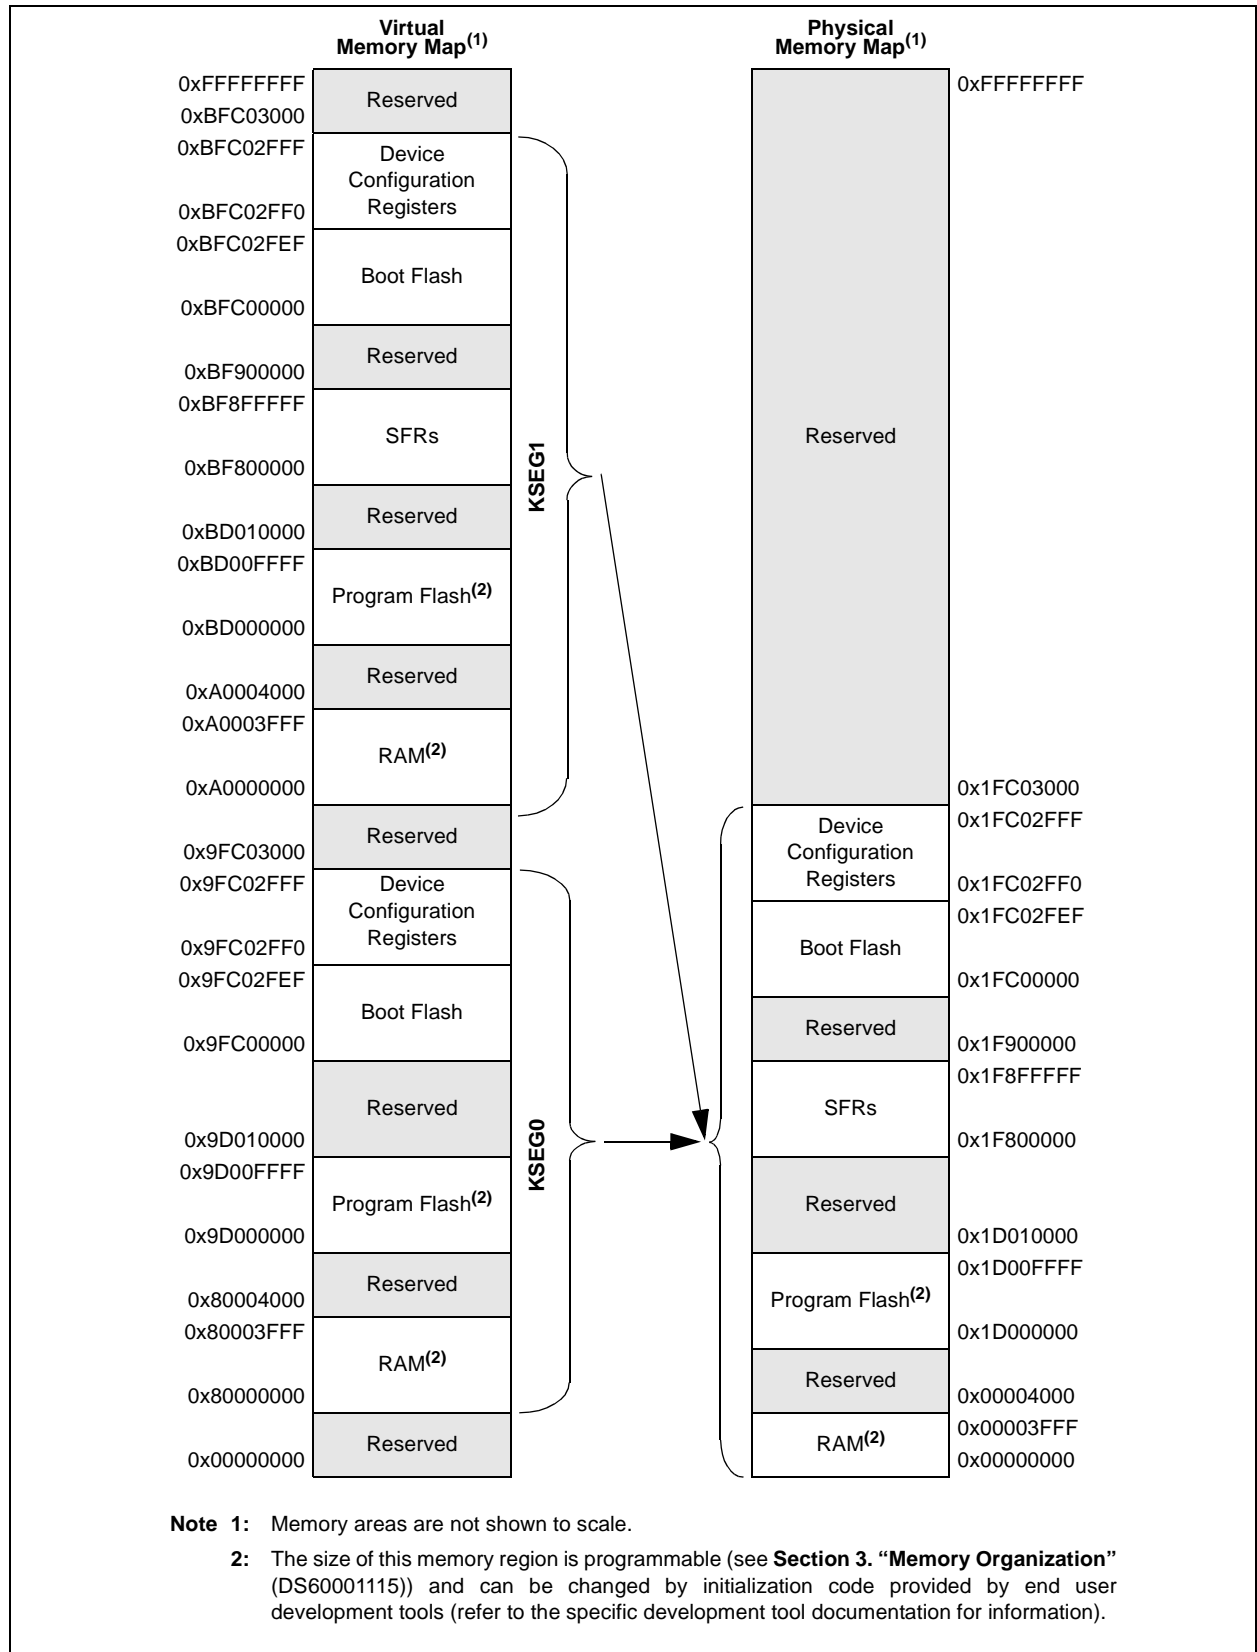 Virtual
Memory Map(1)
0xFFFFFFFF
Reserved
0xBFC03000
0xBFC02FFF
Device
Configuration
Registers
0xBFC02FF0
0xBFC02FEF
Boot Flash
0xBFC00000
Reserved
0xBF900000
0xBF8FFFFF
SFRs
0xBF800000
Reserved
0xBD010000
0xBD00FFFF
Program Flash(2)
0xBD000000
Reserved
0xA0004000
0xA0003FFF
RAM(2)
0xA0000000
KSEG1
Reserved
0x9FC03000
0x9FC02FFF
Device
Configuration
Registers
0x9FC02FF0
0x9FC02FEF
Boot Flash
0x9FC00000
Reserved
0x9D010000
0x9D00FFFF
Program Flash(2)
0x9D000000
Reserved
0x80004000
0x80003FFF
RAM(2)
0x80000000
KSEG0
Reserved
0x00000000
Physical
Memory Map(1)
0xFFFFFFFF
Reserved
0x1FC03000
0x1FC02FFF
Device
Configuration
Registers
0x1FC02FF0
0x1FC02FEF
Boot Flash
0x1FC00000
Reserved
0x1F900000
0x1F8FFFFF
SFRs
0x1F800000
Reserved
0x1D010000
0x1D00FFFF
Program Flash(2)
0x1D000000
Reserved
0x00004000
0x00003FFF
RAM(2)
0x00000000
Note 1: Memory areas are not shown to scale.
2: The size of this memory region is programmable (see Section 3. “Memory Organization”
(DS60001115)) and can be changed by initialization code provided by end user
development tools (refer to the specific development tool documentation for information).